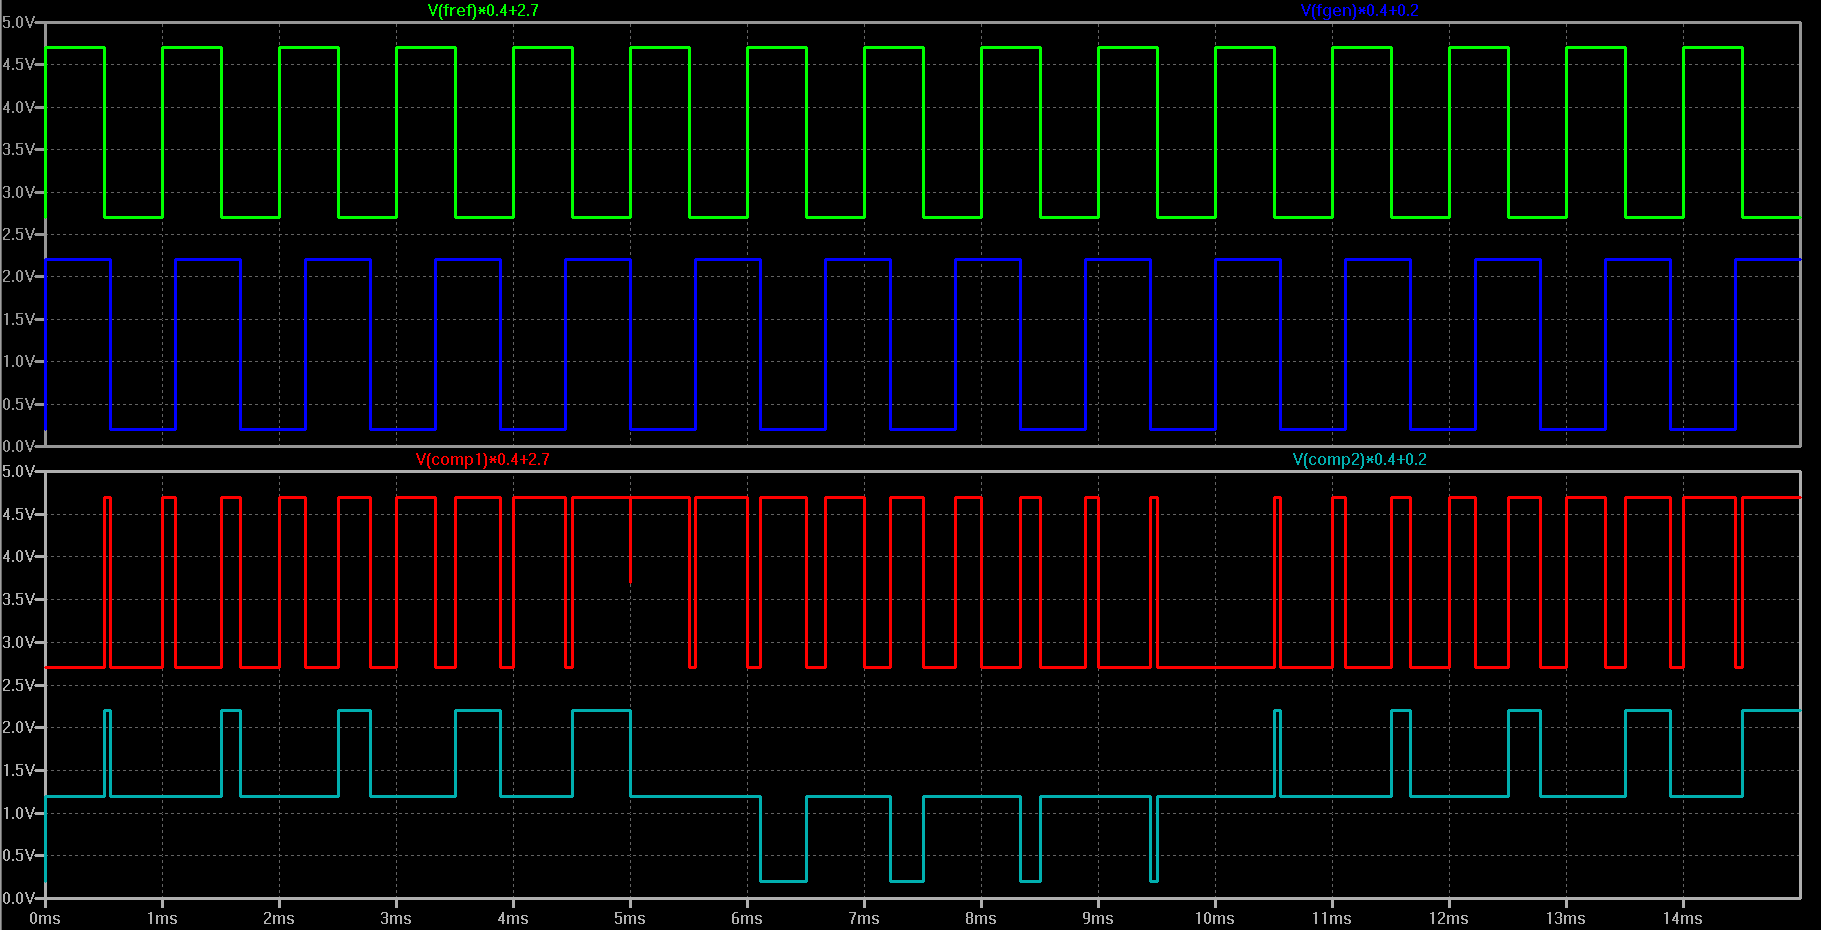 V(fref)*0.4+2.7 V(fgen)*0.4+0.2
5.0V
4.5V
4.0V
3.5V
3.0V
2.5V
2.0V
1.5V
1.0V
0.5V
0.0V
V(comp1)*0.4+2.7 V(comp2)*0.4+0.2
5.0V
4.5V
4.0V
3.5V
3.0V
2.5V
2.0V
1.5V
1.0V
0.5V
0.0V
0ms 1ms 2ms 3ms 4ms 5ms 6ms 7ms 8ms 9ms 10ms 11ms 12ms 13ms 14ms